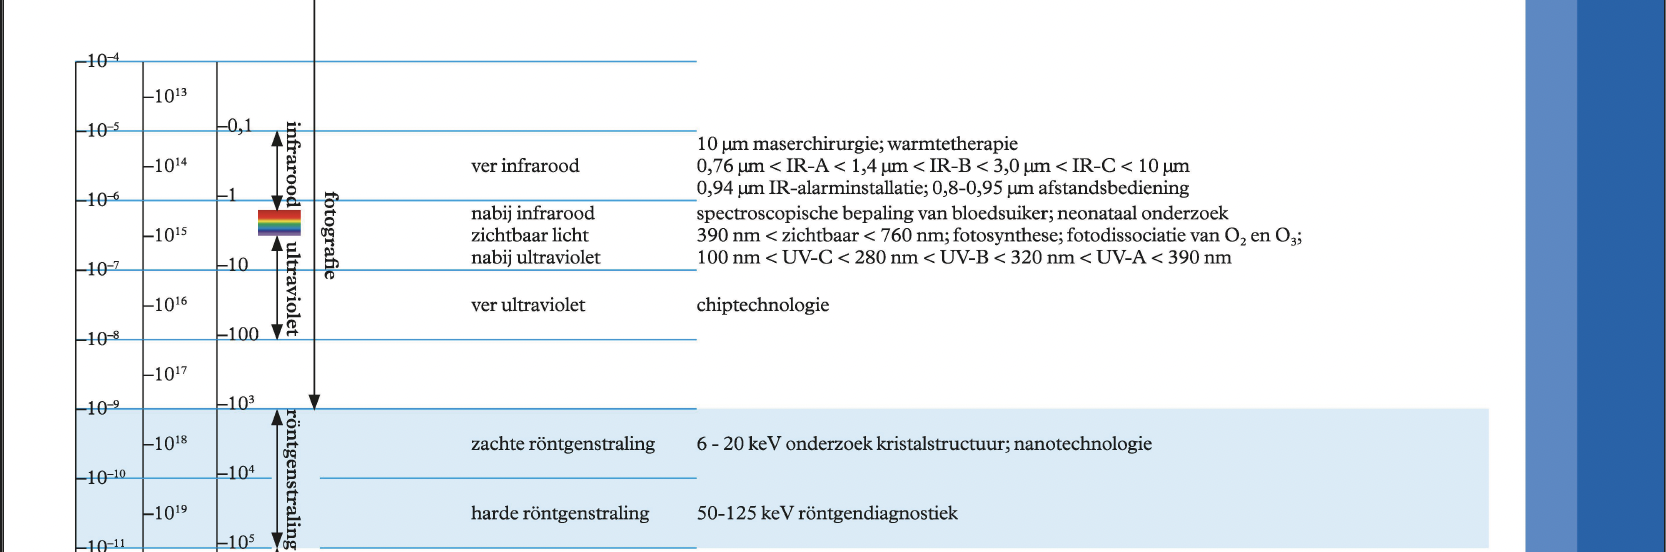 10⁻⁴
10¹³
0,1
10⁻⁵
10 µm maserchirurgie; warmtetherapie
10¹⁴
ver infrarood
0,76 µm < IR-A < 1,4 µm < IR-B < 3,0 µm < IR-C < 10 µm
infrarood
1
0,94 µm IR-alarminstallatie; 0,8-0,95 µm afstandsbediening
10⁻⁶
nabij infrarood
spectroscopische bepaling van bloedsuiker; neonataal onderzoek
fotografie
10¹⁵
zichtbaar licht
390 nm < zichtbaar < 760 nm; fotosynthese; fotodissociatie van O₂ en O₃;
nabij ultraviolet
100 nm < UV-C < 280 nm < UV-B < 320 nm < UV-A < 390 nm
10
10⁻⁷
ultraviolet
10¹⁶
ver ultraviolet
chiptechnologie
100
10⁻⁸
10¹⁷
10³
10⁻⁹
10¹⁸
zachte röntgenstraling
6 - 20 keV onderzoek kristalstructuur; nanotechnologie
röntgenstraling
10⁴
10⁻¹⁰
10¹⁹
harde röntgenstraling
50-125 keV röntgendiagnostiek
10⁵
10⁻¹¹